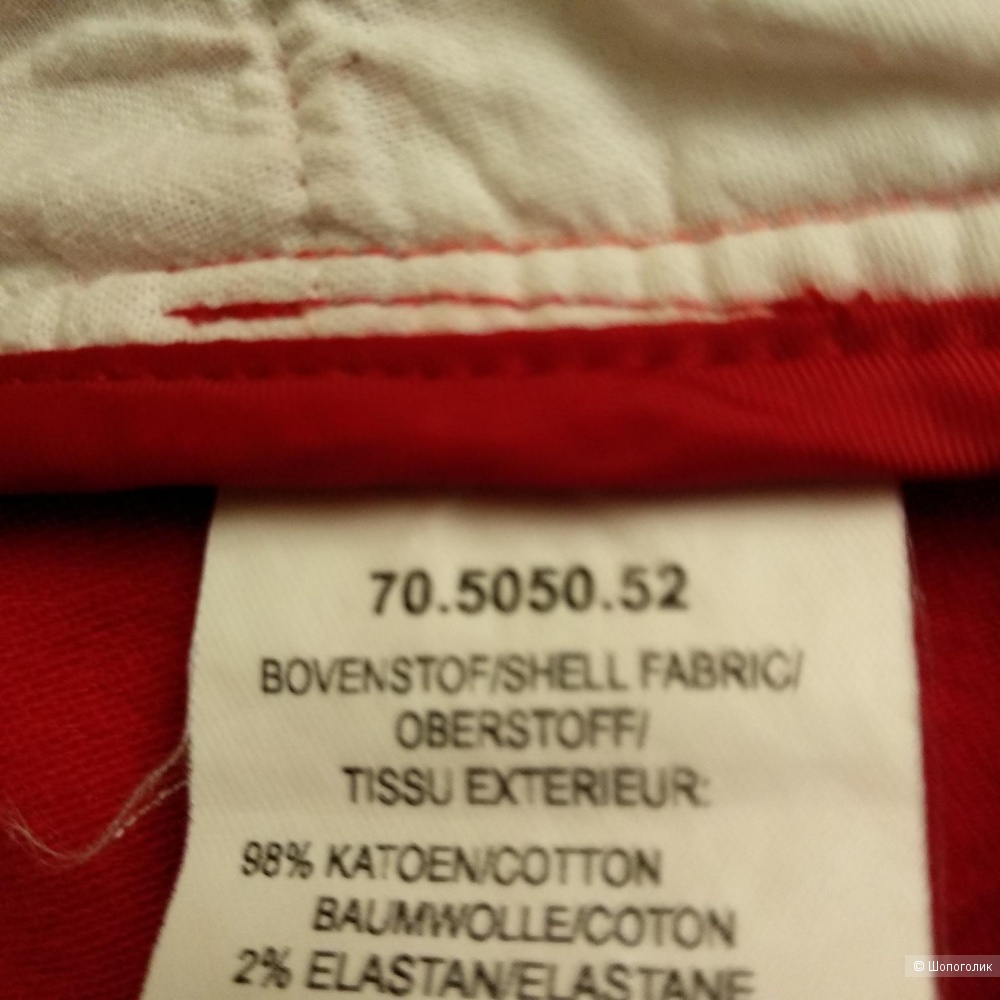 70.5050.52
BOVENSTOF/SHELL FABRIC/
OBERSTOFF/
TISSU EXTERIEUR:
98% KATOEN/COTTON
BAUMWOLLE/COTON
2% ELASTAN/ELASTANE
© Шопоголик